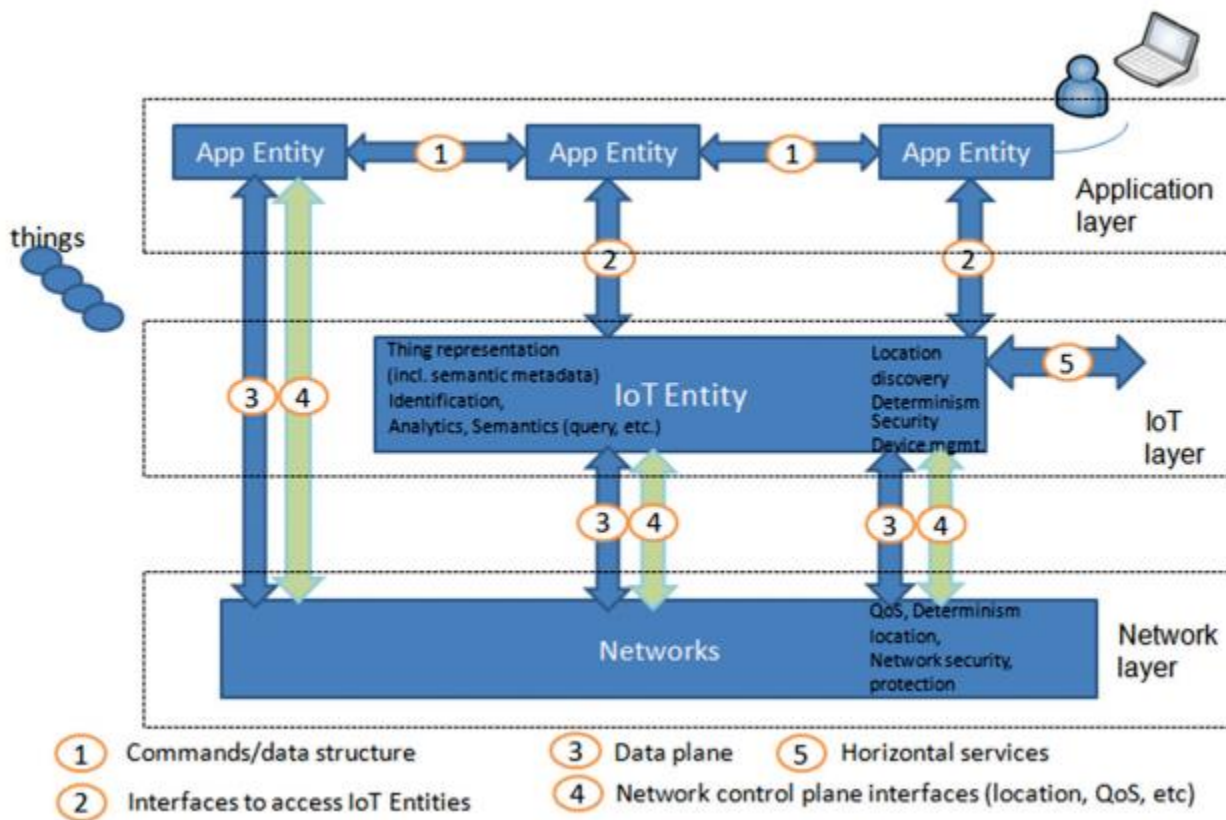 App Entity
1
App Entity
1
App Entity
Application
layer
things
2
2
Thing representation
(incl. semantic metadata)
Identification,
Analytics, Semantics (query, etc.)
IoT Entity
Location
discovery
Determinism
Security
Device mgmt.
5
3
4
IoT
layer
3
4
3
4
Networks
QoS, Determinism
location,
Network security,
protection
Network
layer
1 Commands/data structure
3 Data plane
5 Horizontal services
2 Interfaces to access IoT Entities
4 Network control plane interfaces (location, QoS, etc)